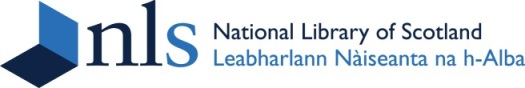 nls
National Library of Scotland
Leabharlann Nàiseanta na h-Alba